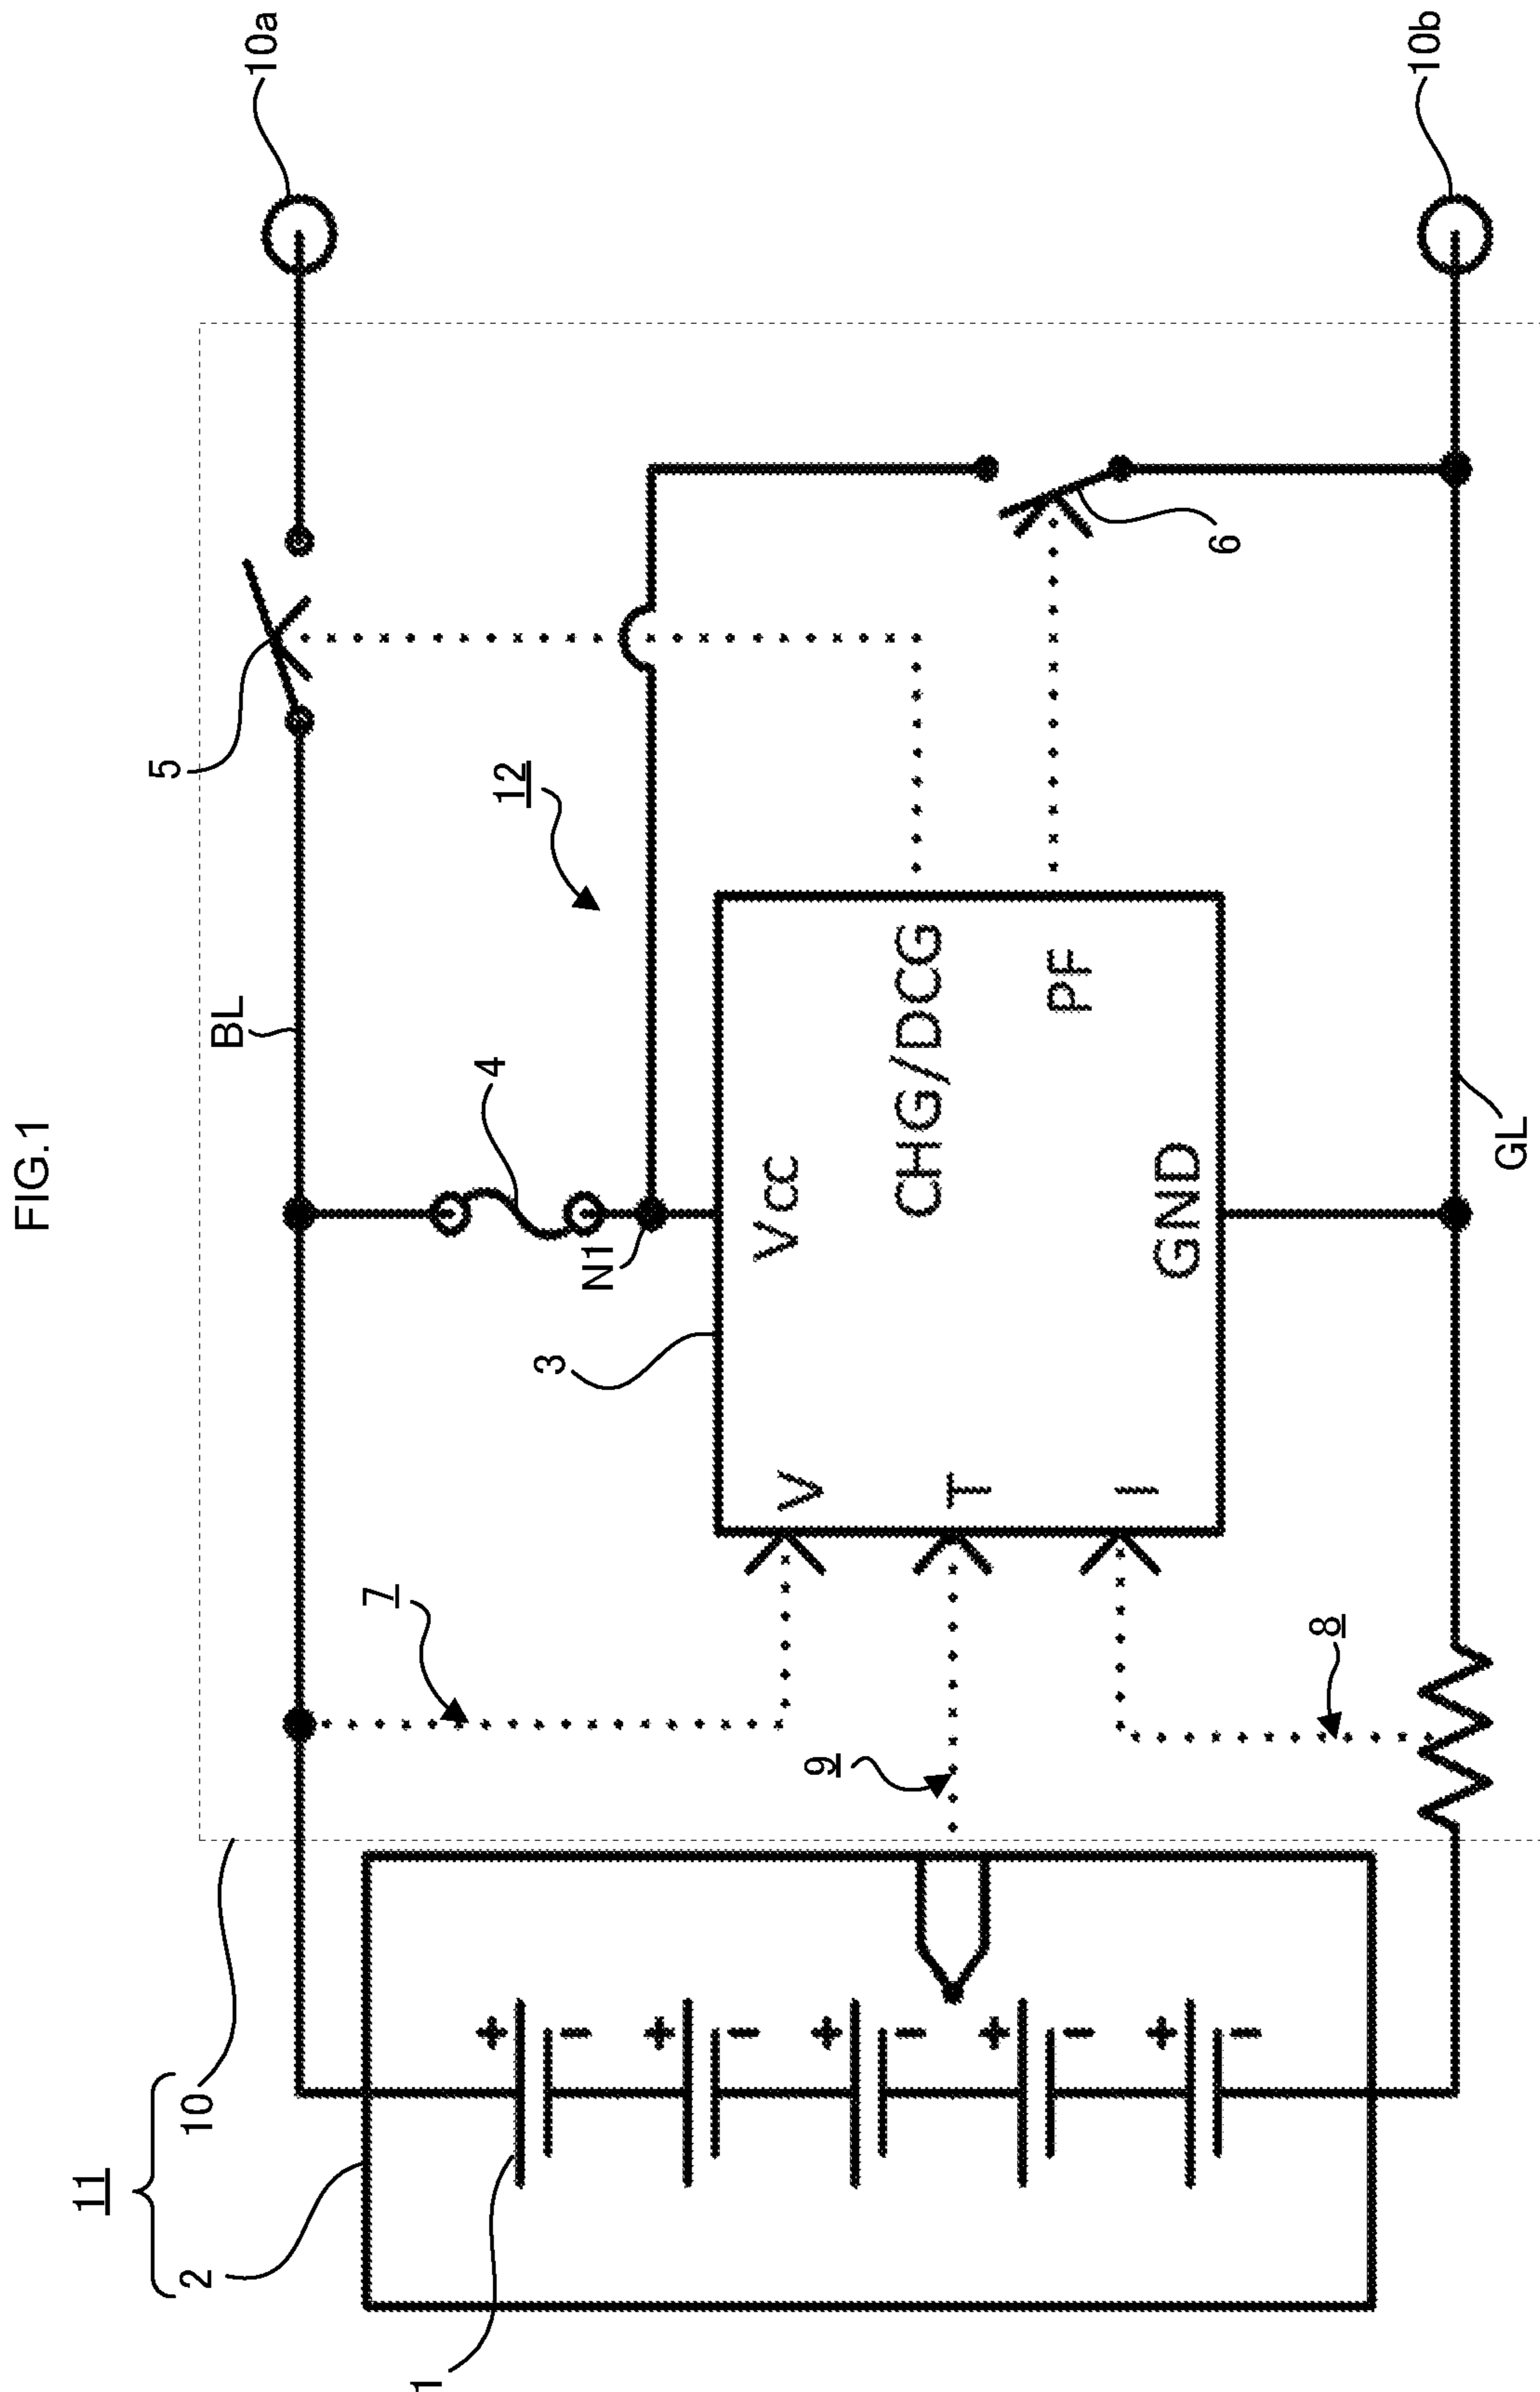 FIG.1
11
2
10
1
7
BL
5
10a
4
N1
12
3
9
8
V
T
I
Vcc
CHG/DCG
PF
GND
6
GL
10b
+
−
+
−
+
−
+
−
+
−